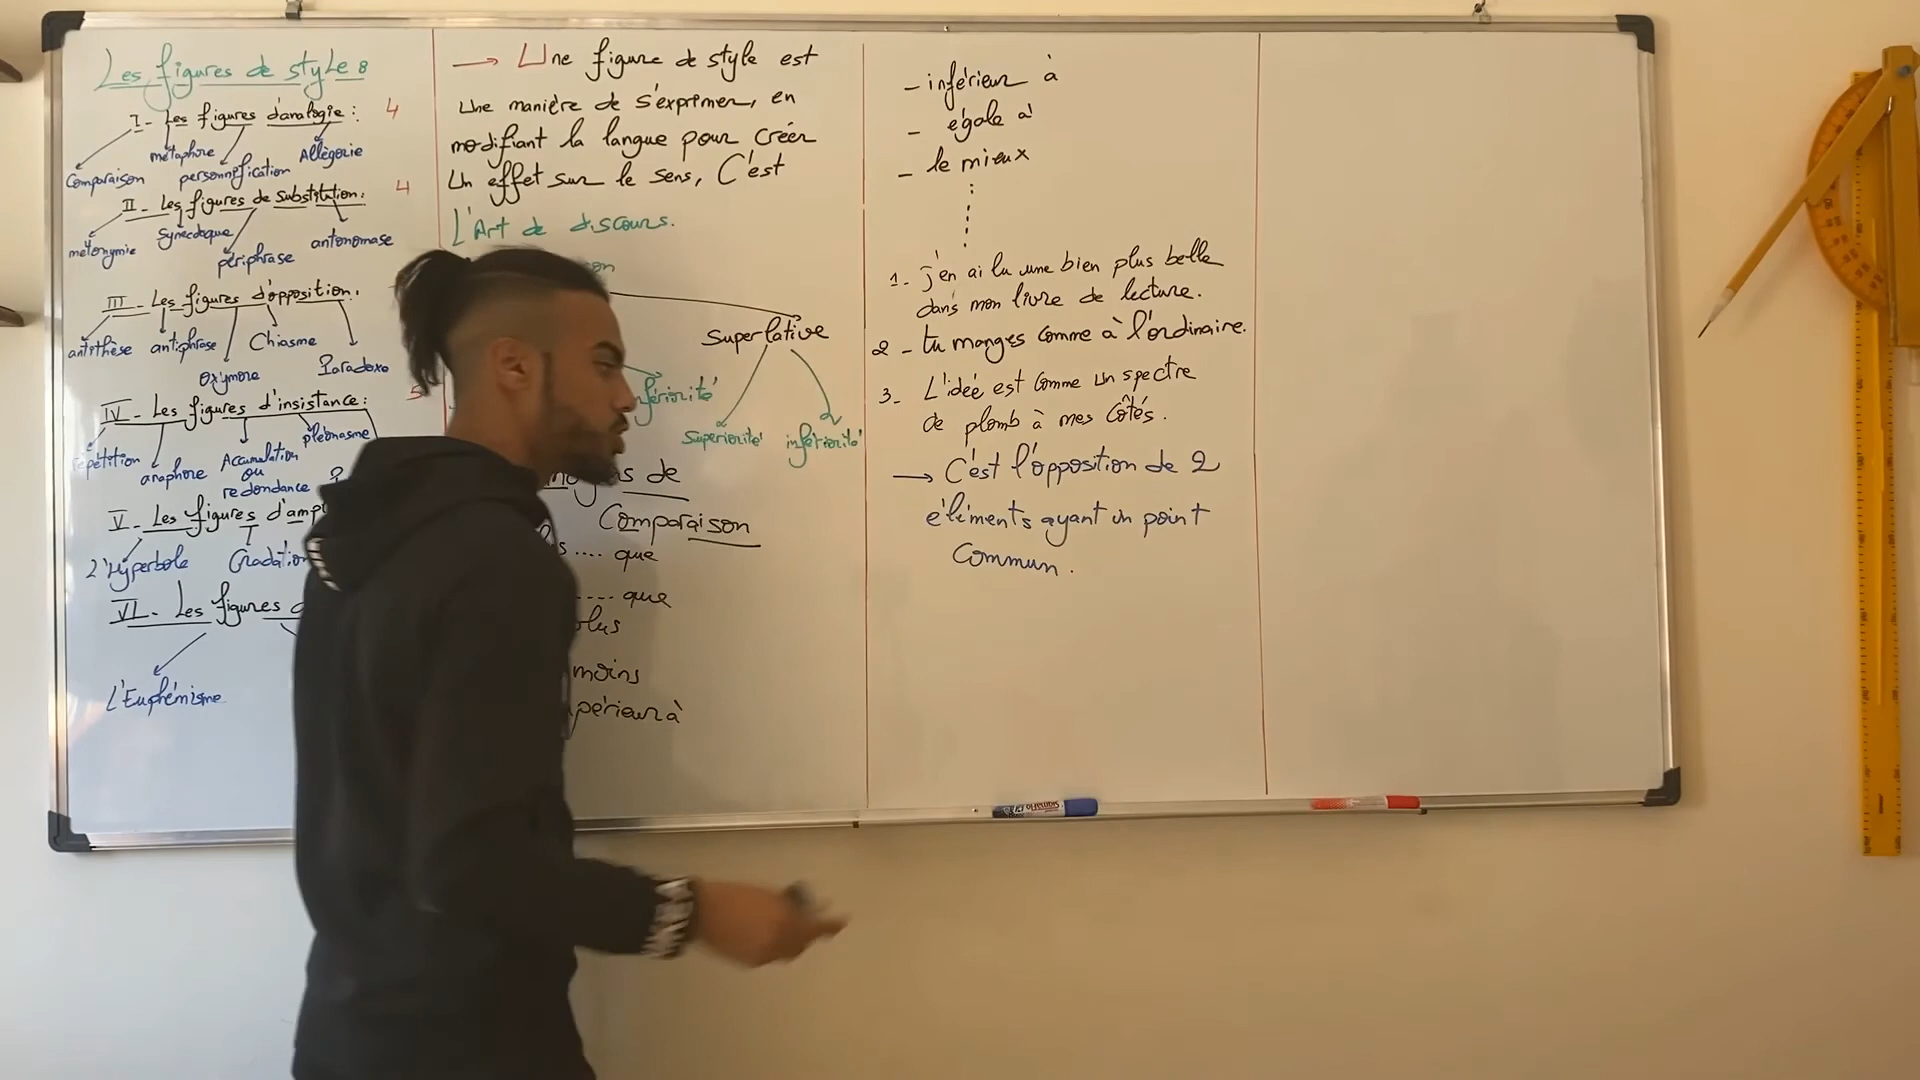 Les figures de style :
I - Les figures d'analogie : 4
métaphore
Allègorie
Comparaison
personnification
II - Les figures de substitution : 4
métonymie
Synecdoque
périphrase
antonomase
III - Les figures d'opposition.
antithèse
antiphrase
Chiasme
Oxymore
Paradoxe
IV - Les figures d'insistance : 5
répétition
anaphore
Accumulation
ou
redondance
pléonasme
V - Les figures d'amp
L'Hyperbole
Gradation
VI - Les figures
L'Euphémisme
→ Une figure de style est
une manière de s'exprimer, en
modifiant la langue pour créer
Un effet sur le sens, C'est
L'Art de discours.
son
Superlative
Supériorité
infériorité
de
Comparaison
.... que
.... que
plus
moins
périeur à
- inférieur à
- égale à
- le mieux
1 - j'en ai lu une bien plus belle
dans mon livre de lecture.
2 - tu manges comme à l'ordinaire.
3 - L'ideé est comme un spectre
de plomb à mes côtés.
→ C'est l'opposition de 2
éléments ayant un point
Commun.